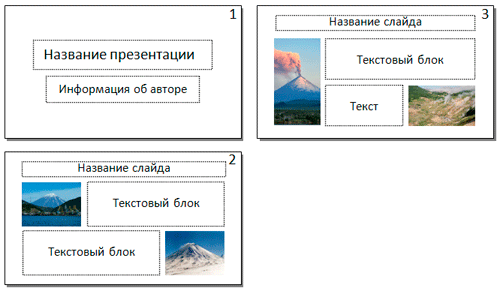 1
Название презентации
Информация об авторе
2
Название слайда
Текстовый блок
Текстовый блок
3
Название слайда
Текстовый блок
Текст